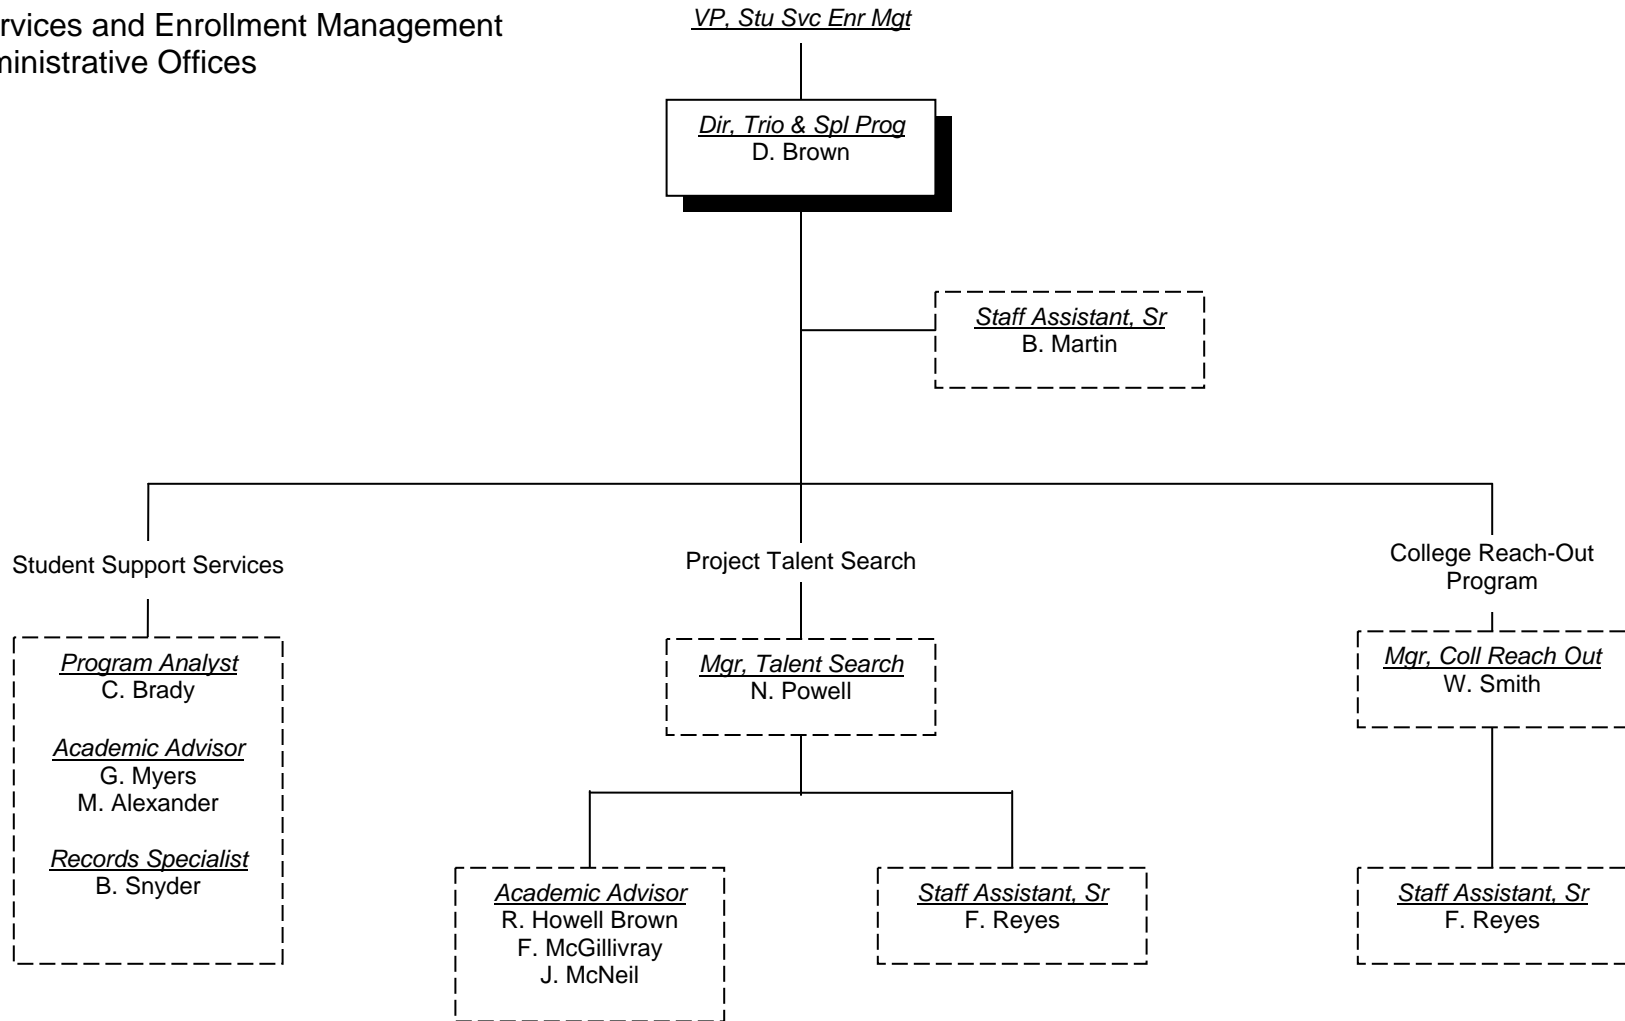 rvices and Enrollment Management
ministrative Offices
VP, Stu Svc Enr Mgt
Dir, Trio & Spl Prog
D. Brown
Staff Assistant, Sr
B. Martin
Student Support Services
Project Talent Search
College Reach-Out
Program
Program Analyst
C. Brady
Academic Advisor
G. Myers
M. Alexander
Records Specialist
B. Snyder
Mgr, Talent Search
N. Powell
Mgr, Coll Reach Out
W. Smith
Academic Advisor
R. Howell Brown
F. McGillivray
J. McNeil
Staff Assistant, Sr
F. Reyes
Staff Assistant, Sr
F. Reyes